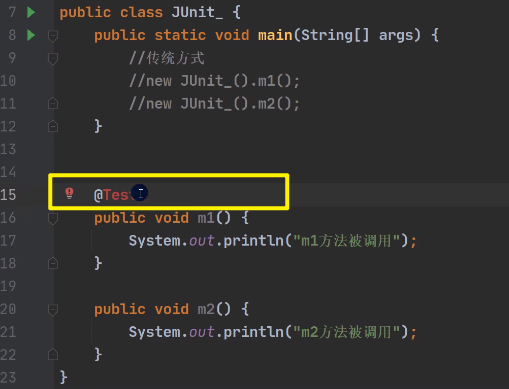 7 public class JUnit_ {
8 public static void main(String[] args) {
9 //传统方式
10 //new JUnit_().m1();
11 //new JUnit_().m2();
12 }
13
14
15 @Test
16 public void m1() {
17 System.out.println("m1方法被调用");
18 }
19
20 public void m2() {
21 System.out.println("m2方法被调用");
22 }
23 }